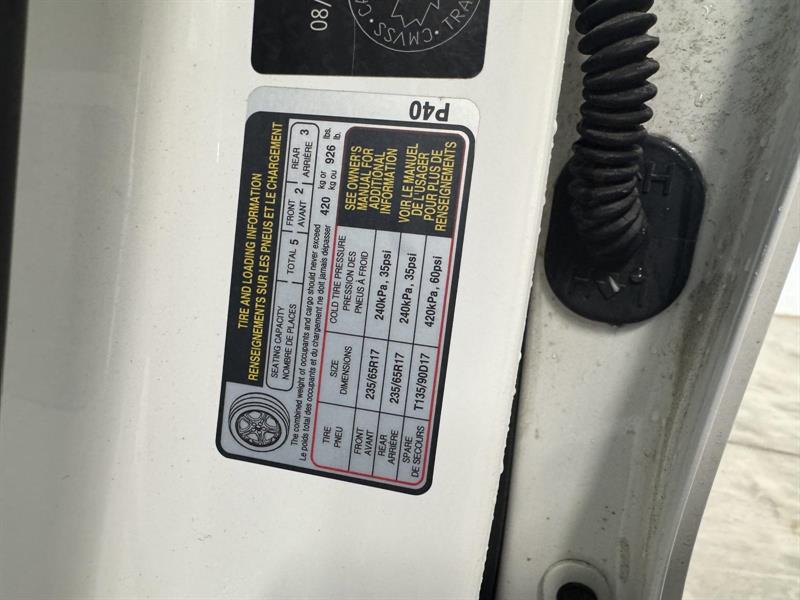 08/
CMVSS
TRA
P40
TIRE AND LOADING INFORMATION
RENSEIGNEMENTS SUR LES PNEUS ET LE CHARGEMENT
SEATING CAPACITY
NOMBRE DE PLACES
TOTAL 5
FRONT 2
AVANT
REAR 3
ARRIÈRE
The combined weight of occupants and cargo should never exceed 420 kg or 926 lbs.
Le poids total des occupants et du chargement ne doit jamais dépasser kg ou lb.
TIRE SIZE COLD TIRE PRESSURE
PNEU DIMENSIONS PRESSION DES PNEUS À FROID
FRONT 235/65R17 240kPa, 35psi
AVANT
REAR 235/65R17 240kPa, 35psi
ARRIÈRE
SPARE T135/90D17 420kPa, 60psi
DE SECOURS
SEE OWNER'S
MANUAL FOR
ADDITIONAL
INFORMATION
VOIR LE MANUEL
DE L'USAGER
POUR PLUS DE
RENSEIGNEMENTS